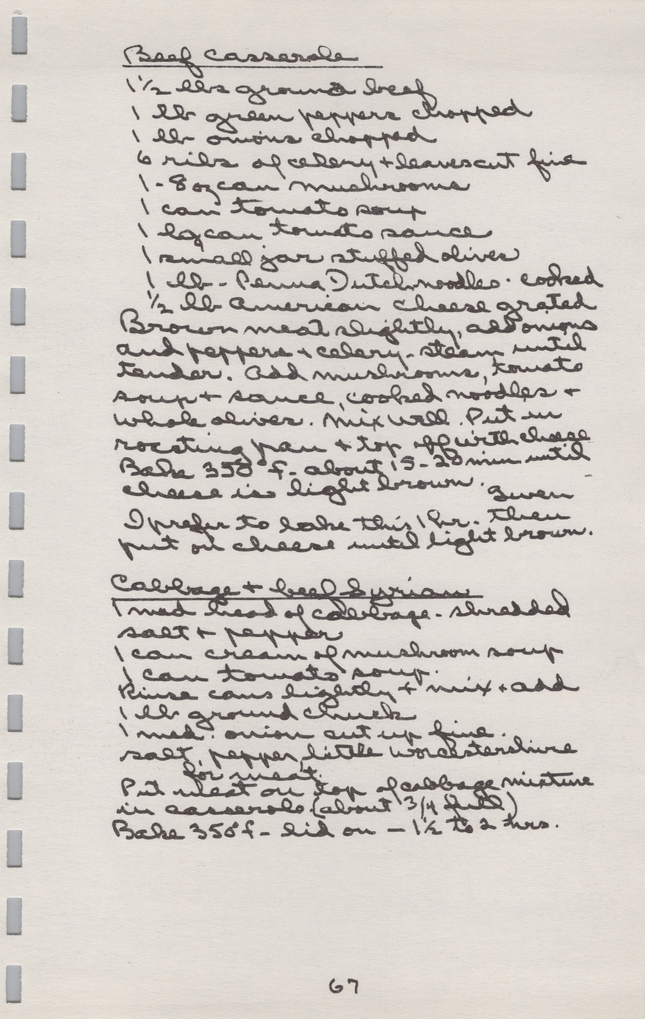 Beef Casserole
1 1/2 lbs ground beef
1 lb green peppers chopped
1 lb onions chopped
6 ribs of celery + leaves cut fine
1 - 8 oz can mushrooms
1 can tomato soup
1 lg can tomato sauce
1 small jar stuffed olives
1 lb - Penna Dutch noodles - cooked
1/2 lb American cheese grated
Brown meat slightly, add onions
and peppers + celery - steam until
tender. Add mushrooms, tomato
soup + sauce, cooked noodles +
whole olives. Mix well. Put in
roasting pan + top off with cheese
Bake 350°f - about 15-20 min until
cheese is light brown.
I prefer to bake this 1 hr. then
put on cheese until light brown.
Cabbage + beef Syrian
1 med head of cabbage - shredded
salt + pepper
1 can cream of mushroom soup
1 can tomato soup.
Rinse cans lightly + mix + add
1 lb ground chuck
1 med. onion cut up fine.
salt, pepper, little worcestershire
for meat.
Put meat on top of cabbage mixture
in casserole (about 3/4 full)
Bake 350°f - lid on - 1 1/2 to 2 hrs.
67